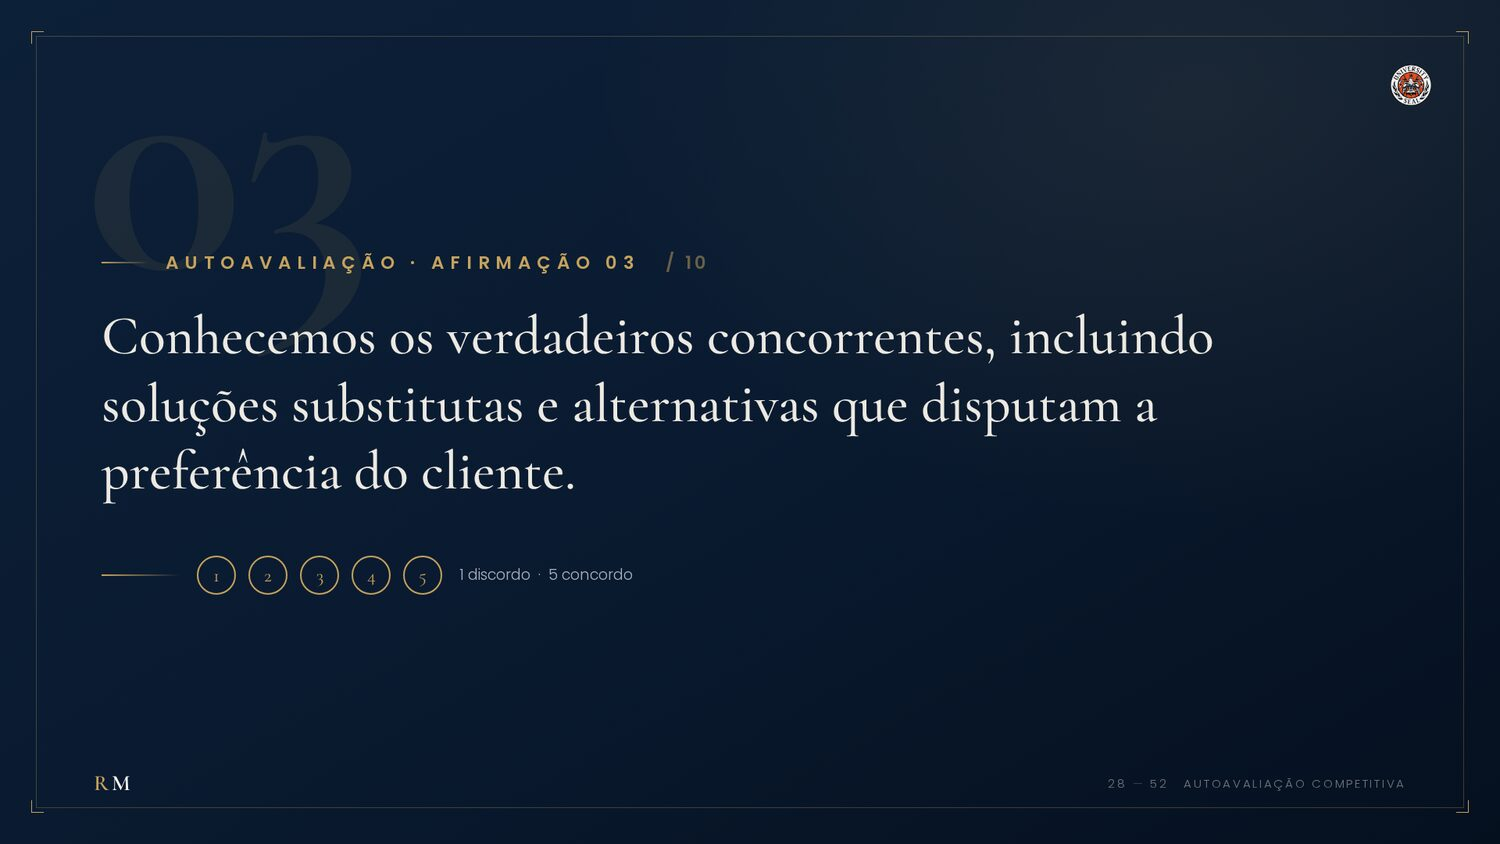 03
AUTOAVALIAÇÃO · AFIRMAÇÃO 03 / 10
Conhecemos os verdadeiros concorrentes, incluindo
soluções substitutas e alternativas que disputam a
preferência do cliente.
1 2 3 4 5 1 discordo · 5 concordo
RM
28 — 52 AUTOAVALIAÇÃO COMPETITIVA